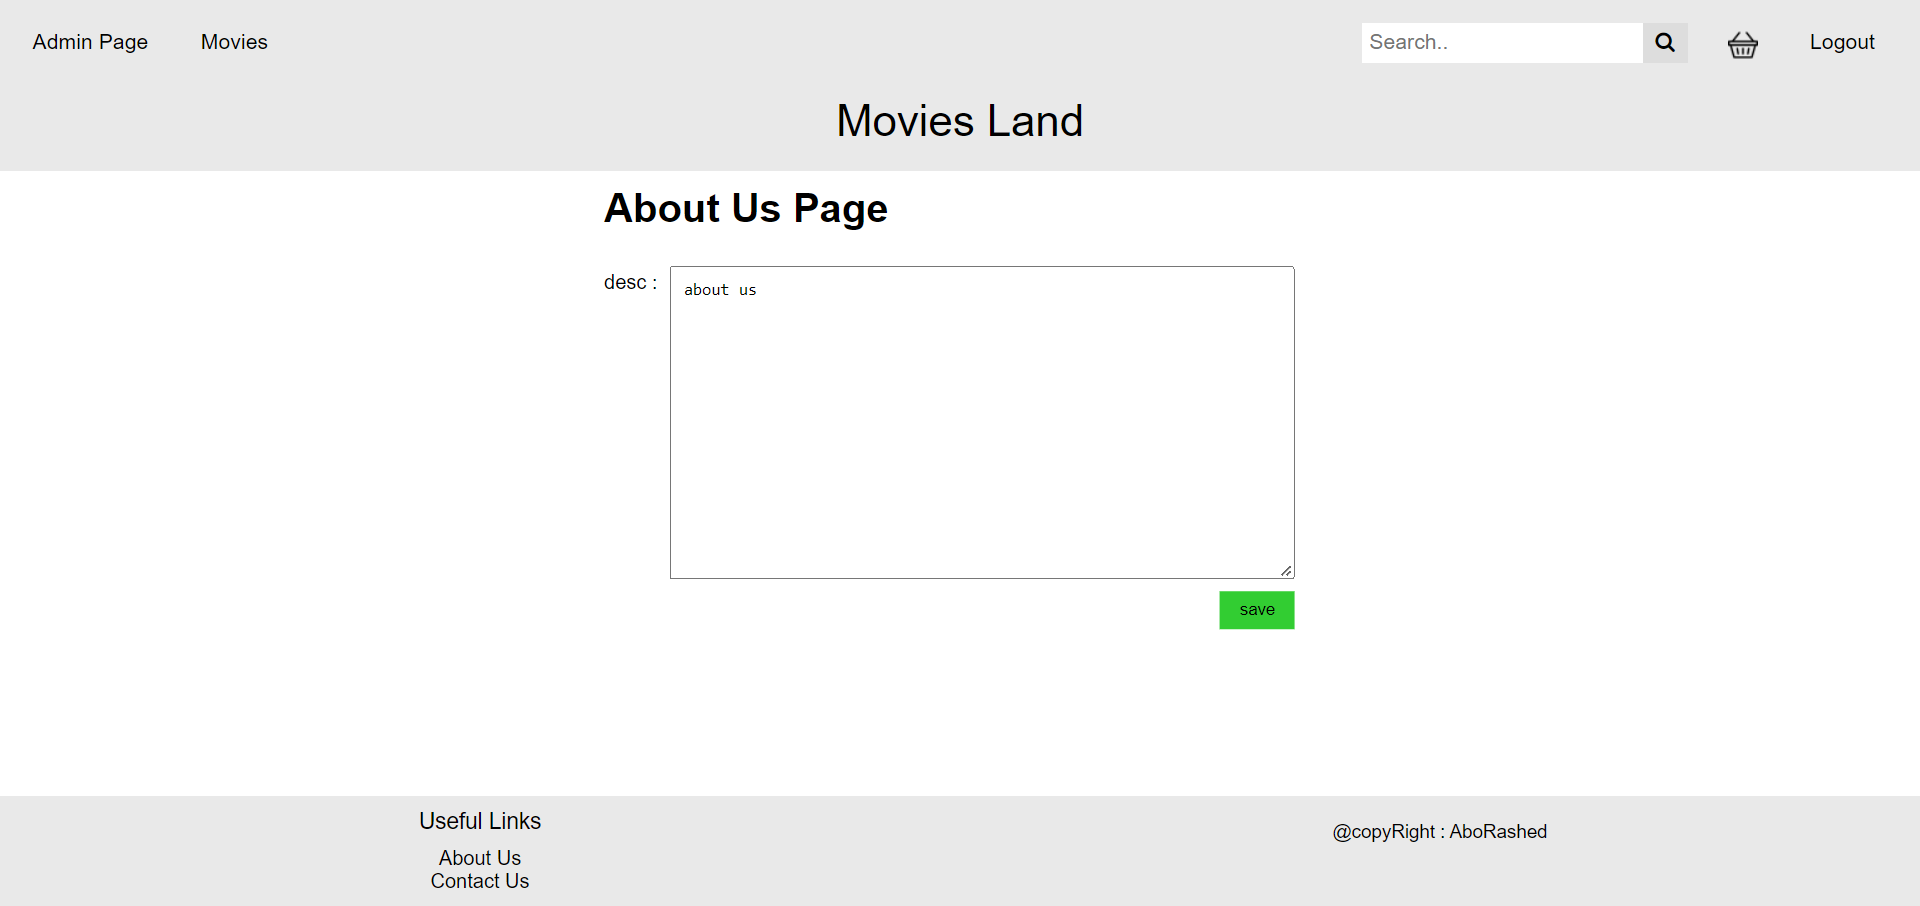 Admin Page
Movies
Search..
Logout
Movies Land
About Us Page
desc :
about us
save
Useful Links
About Us
Contact Us
@copyRight : AboRashed